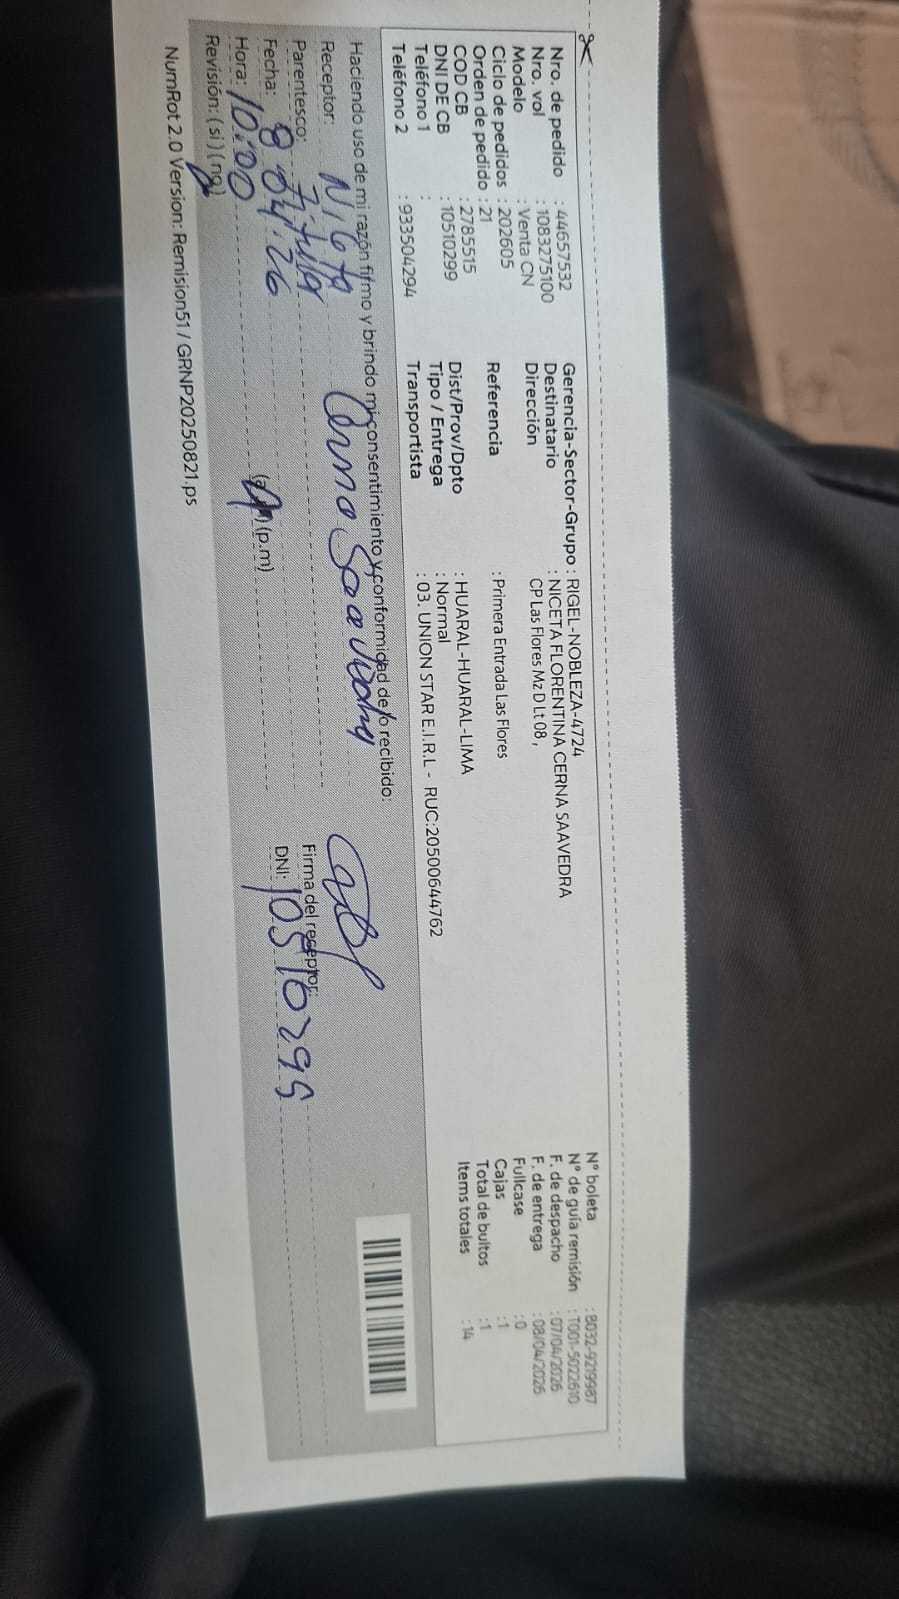 Nro. de pedido : 44657532
Nro. vol : 1083275100
Modelo : Venta CN
Ciclo de pedidos : 202605
Orden de pedido : 21
COD CB : 2785515
DNI DE CB : 10510299
Teléfono 1 :
Teléfono 2 : 933504294
Gerencia-Sector-Grupo : RIGEL-NOBLEZA-4724
Destinatario : NICETA FLORENTINA CERNA SAAVEDRA
Dirección CP Las Flores Mz D Lt 08 ,
Referencia : Primera Entrada Las Flores
Dist/Prov/Dpto : HUARAL-HUARAL-LIMA
Tipo / Entrega : Normal
Transportista : 03. UNION STAR E.I.R.L - RUC:20500644762
N° boleta : B032-9219987
N° de guía remisión : T001-5022610
F. de despacho : 07/04/2026
F. de entrega : 08/04/2026
Fullcase : 0
Cajas : 1
Total de bultos : 1
Items totales : 14
Haciendo uso de mi razón firmo y brindo mi consentimiento y conformidad de lo recibido:
Receptor:
Parentesco:
Fecha: 8 04.26
Hora: 10:00 (p.m)
Revisión: (si) (no)
Firma del receptor:
DNI: 10510299
NumRot 2.0 Version: Remision51 / GRNP20250821.ps